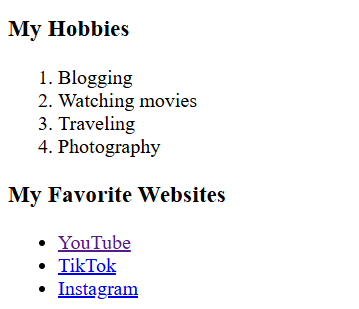 My Hobbies
1. Blogging
2. Watching movies
3. Traveling
4. Photography
My Favorite Websites
• YouTube
• TikTok
• Instagram